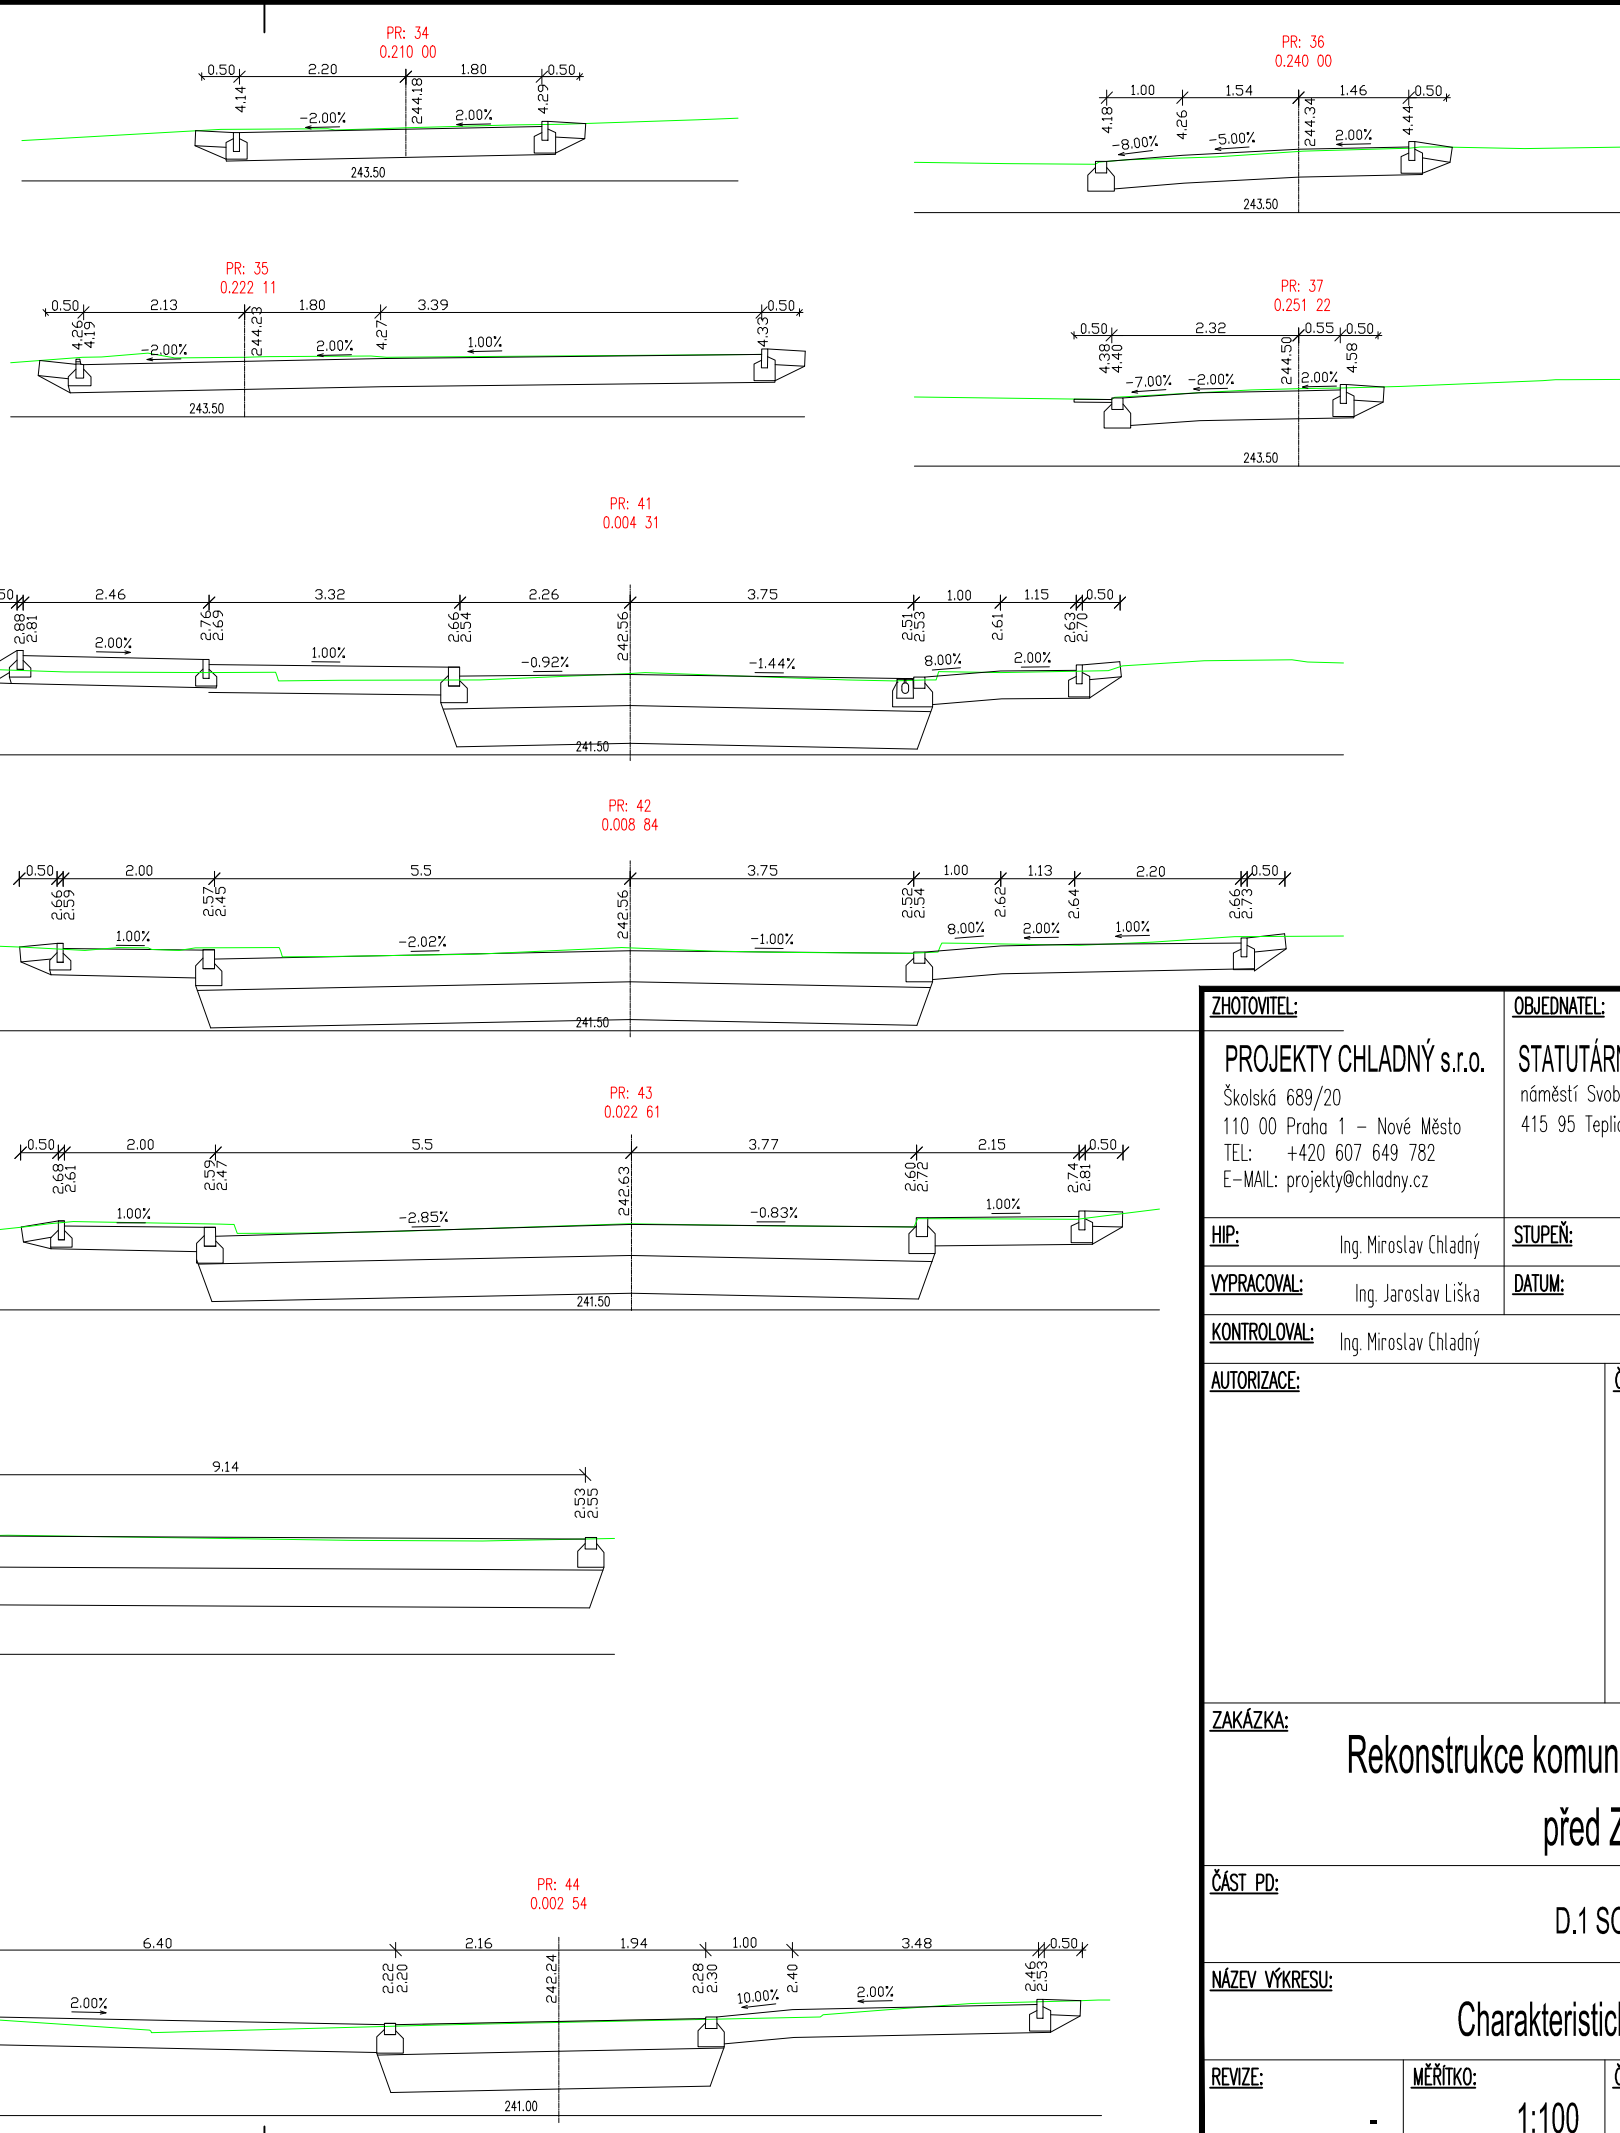 PR: 34
0.210 00
0.50 2.20 1.80 0.50
4.14 244.18 4.29
-2.00% 2.00%
243.50
PR: 36
0.240 00
1.00 1.54 1.46 0.50
4.18 4.26 244.34 4.44
-8.00% -5.00% 2.00%
243.50
PR: 35
0.222 11
0.50 2.13 1.80 3.39 0.50
4.26 4.19 244.23 4.27 4.33
-2.00% 2.00% 1.00%
243.50
PR: 37
0.251 22
0.50 2.32 0.55 0.50
4.38 4.40 244.50 4.58
-7.00% -2.00% 2.00%
243.50
PR: 41
0.004 31
50 2.46 3.32 2.26 3.75 1.00 1.15 0.50
2.88 2.81 2.76 2.69 2.66 2.54 242.56 2.51 2.53 2.61 2.63 2.70
2.00% 1.00% -0.92% -1.44% 8.00% 2.00%
241.50
PR: 42
0.008 84
0.50 2.00 5.5 3.75 1.00 1.13 2.20 0.50
2.66 2.59 2.57 2.45 242.56 2.52 2.54 2.62 2.64 2.66 2.73
1.00% -2.02% -1.00% 8.00% 2.00% 1.00%
241.50
PR: 43
0.022 61
0.50 2.00 5.5 3.77 2.15 0.50
2.68 2.61 2.59 2.47 242.63 2.60 2.72 2.74 2.81
1.00% -2.85% -0.83% 1.00%
241.50
9.14
2.53 2.55
PR: 44
0.002 54
6.40 2.16 1.94 1.00 3.48 0.50
2.22 2.20 242.24 2.28 2.30 2.40 2.46 2.53
2.00% 10.00% 2.00%
241.00
ZHOTOVITEL:
PROJEKTY CHLADNÝ s.r.o.
Školská 689/20
110 00 Praha 1 – Nové Město
TEL: +420 607 649 782
E-MAIL: projekty@chladny.cz
OBJEDNATEL:
STATUTÁRN
náměstí Svob
415 95 Teplic
HIP: Ing. Miroslav Chladný
STUPEŇ:
VYPRACOVAL: Ing. Jaroslav Liška
DATUM:
KONTROLOVAL: Ing. Miroslav Chladný
AUTORIZACE:
Č
ZAKÁZKA:
Rekonstrukce komun
před Z
ČÁST PD:
D.1 SO
NÁZEV VÝKRESU:
Charakteristick
REVIZE:
-
MĚŘÍTKO:
1:100
Č